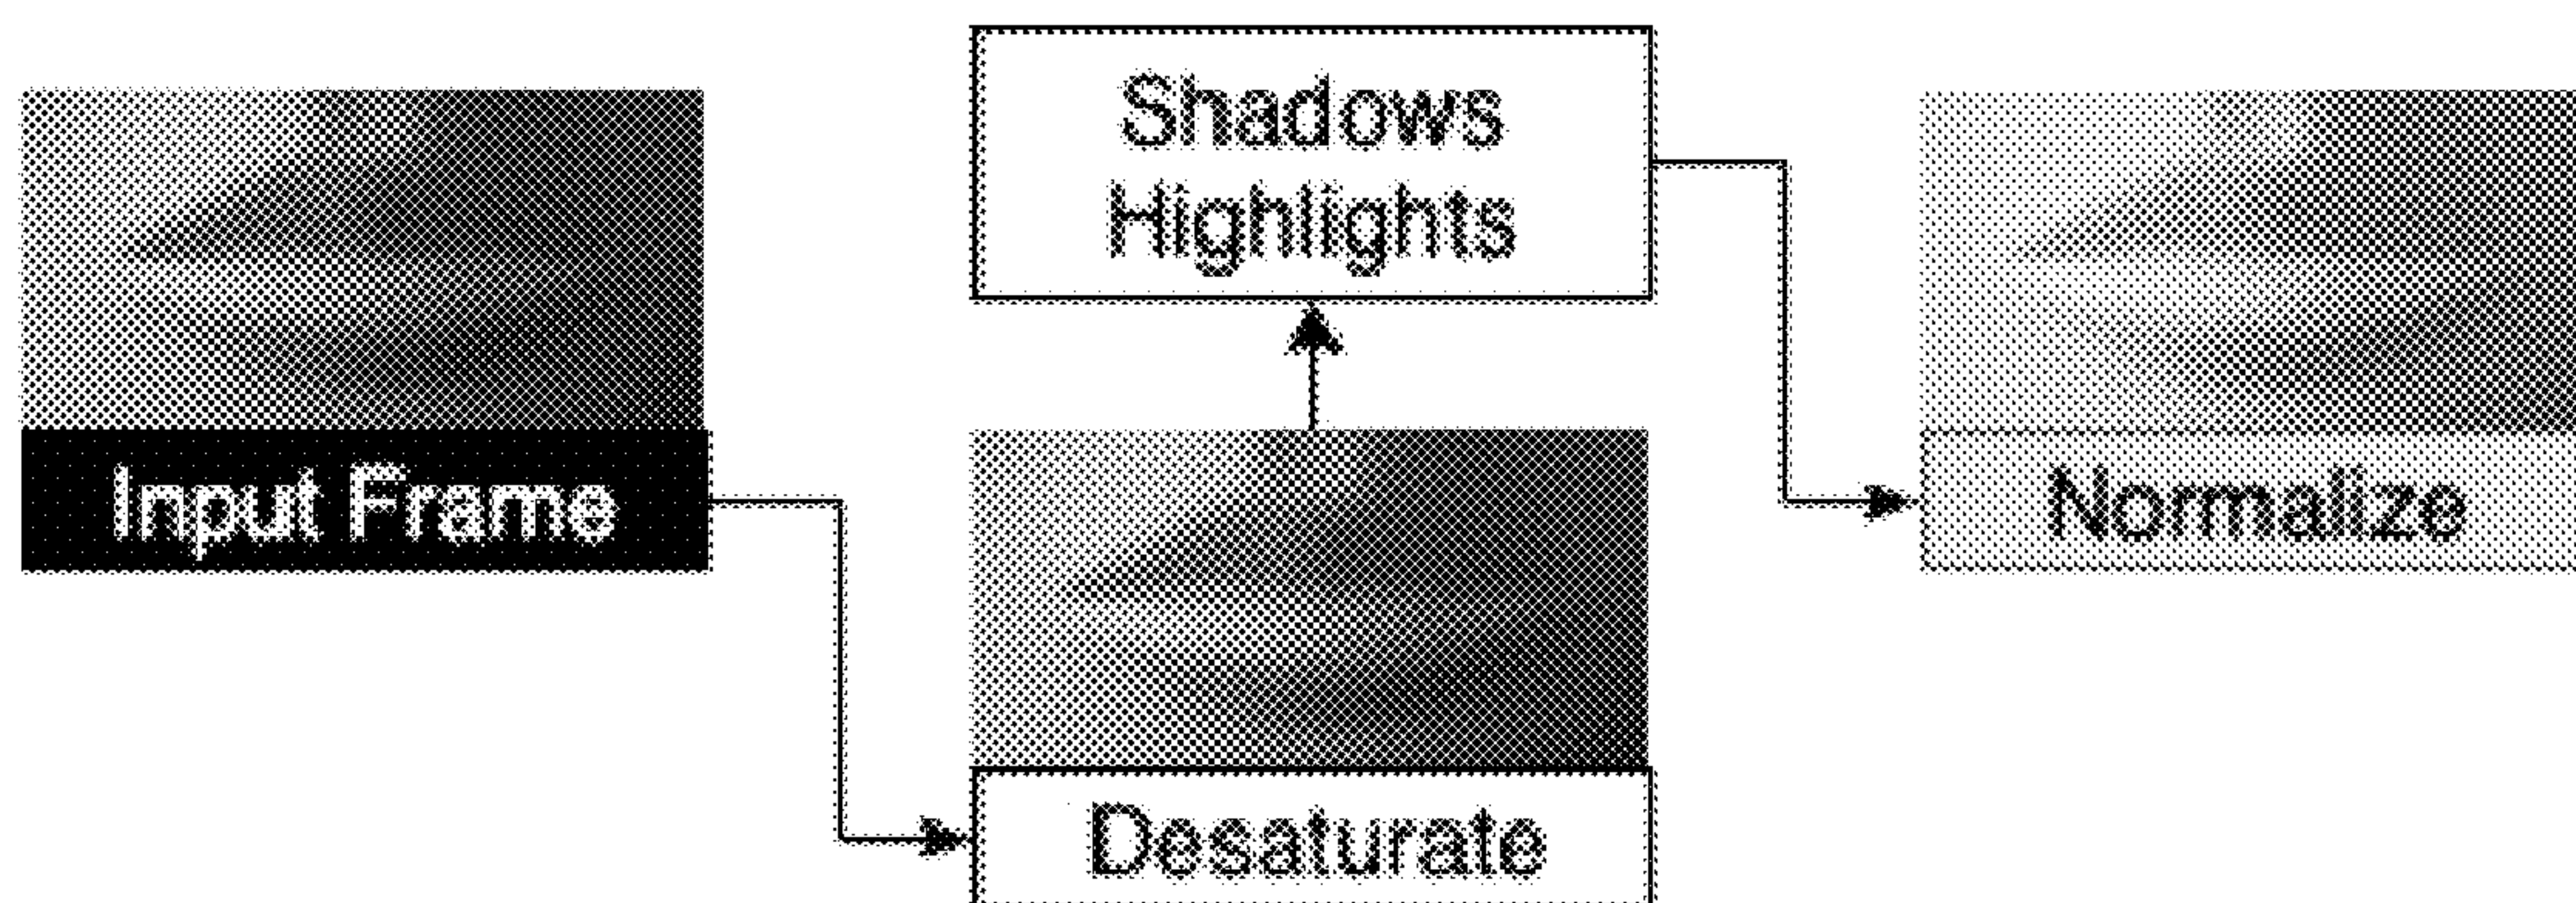 Input Frame
Shadows
Highlights
Desaturate
Normalize